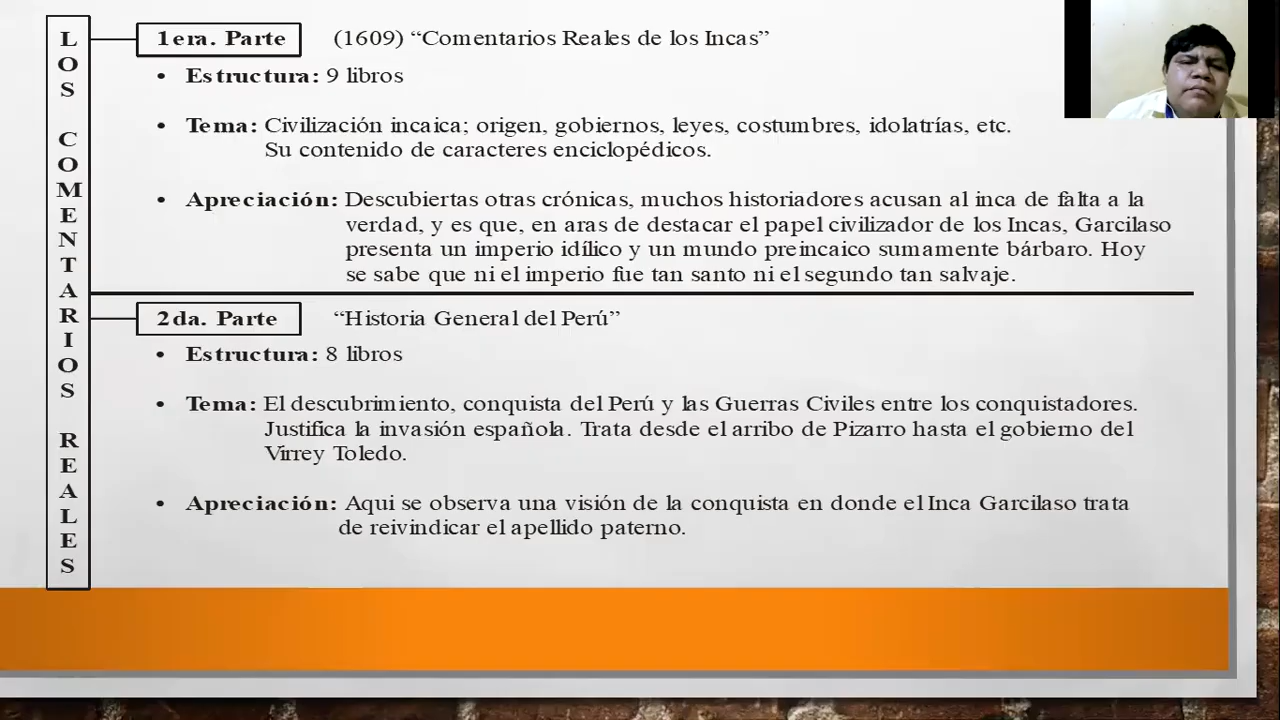 LOS COMENTARIOS REALES
1era. Parte (1609) “Comentarios Reales de los Incas”
• Estructura: 9 libros
• Tema: Civilización incaica; origen, gobiernos, leyes, costumbres, idolatrías, etc.
Su contenido de caracteres enciclopédicos.
• Apreciación: Descubiertas otras crónicas, muchos historiadores acusan al inca de falta a la
verdad, y es que, en aras de destacar el papel civilizador de los Incas, Garcilaso
presenta un imperio idílico y un mundo preincaico sumamente bárbaro. Hoy
se sabe que ni el imperio fue tan santo ni el segundo tan salvaje.
2da. Parte “Historia General del Perú”
• Estructura: 8 libros
• Tema: El descubrimiento, conquista del Perú y las Guerras Civiles entre los conquistadores.
Justifica la invasión española. Trata desde el arribo de Pizarro hasta el gobierno del
Virrey Toledo.
• Apreciación: Aqui se observa una visión de la conquista en donde el Inca Garcilaso trata
de reivindicar el apellido paterno.